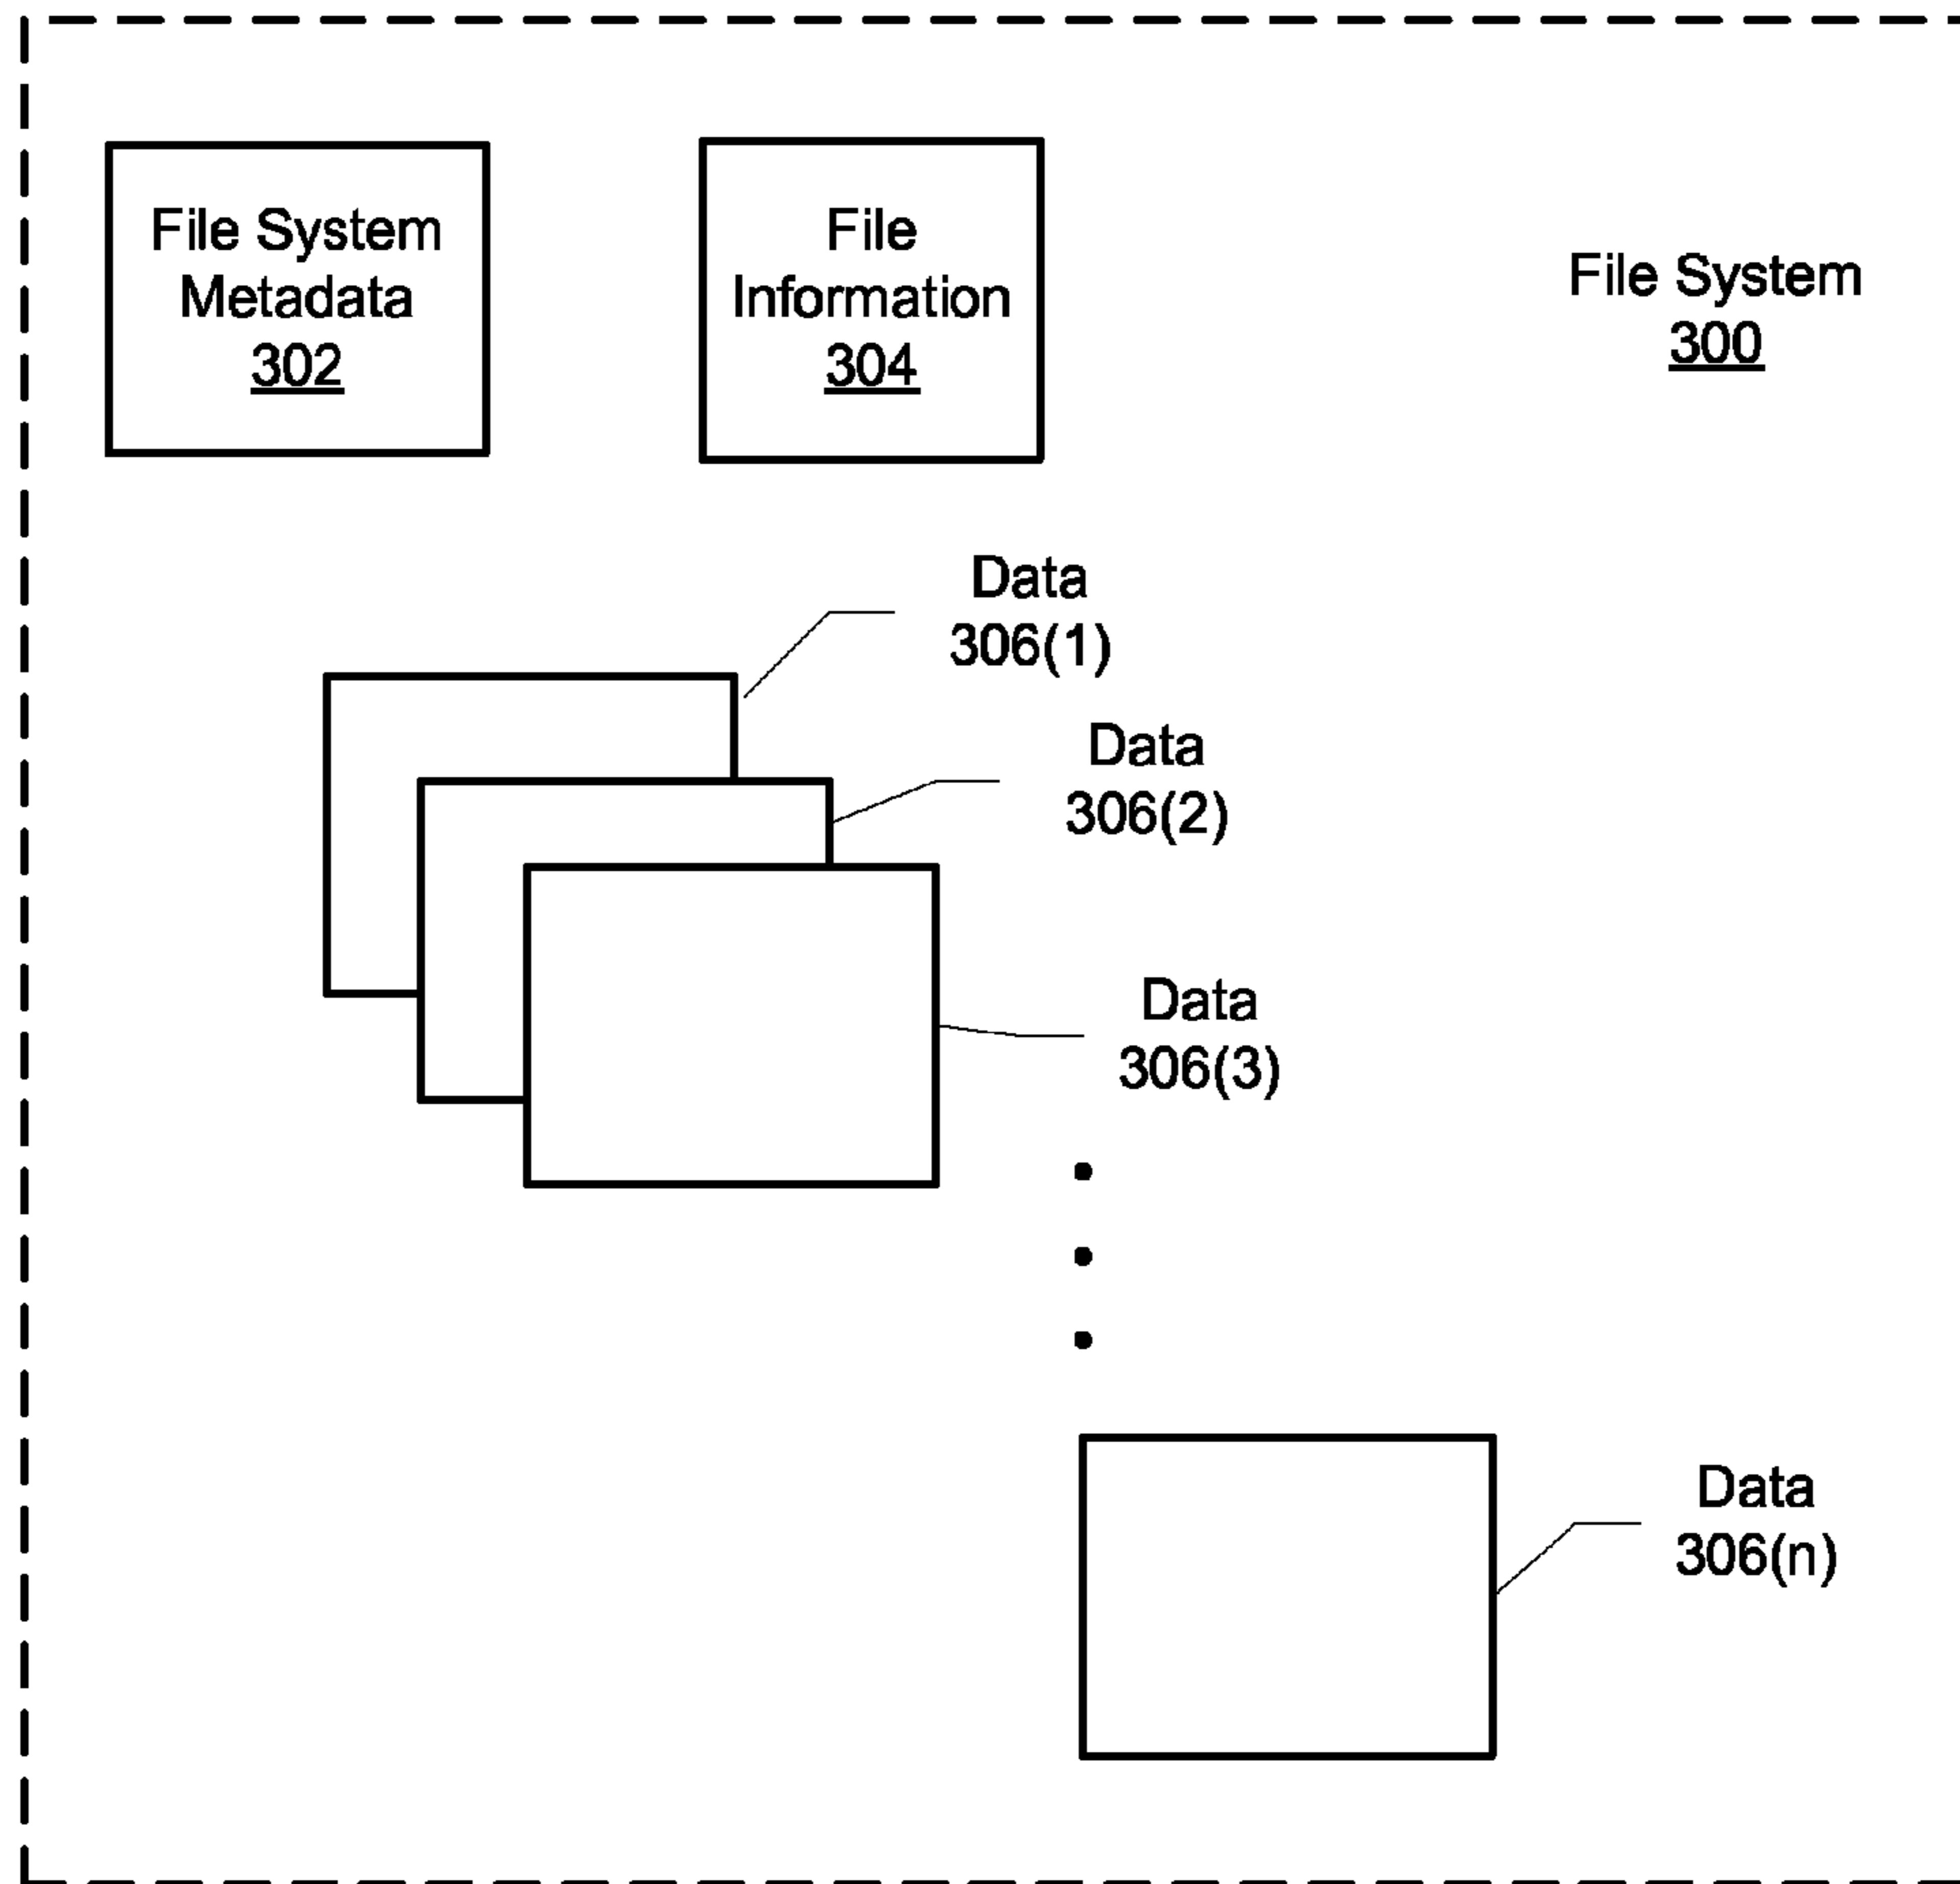 File System
Metadata
302
File
Information
304
File System
300
Data
306(1)
Data
306(2)
Data
306(3)
Data
306(n)